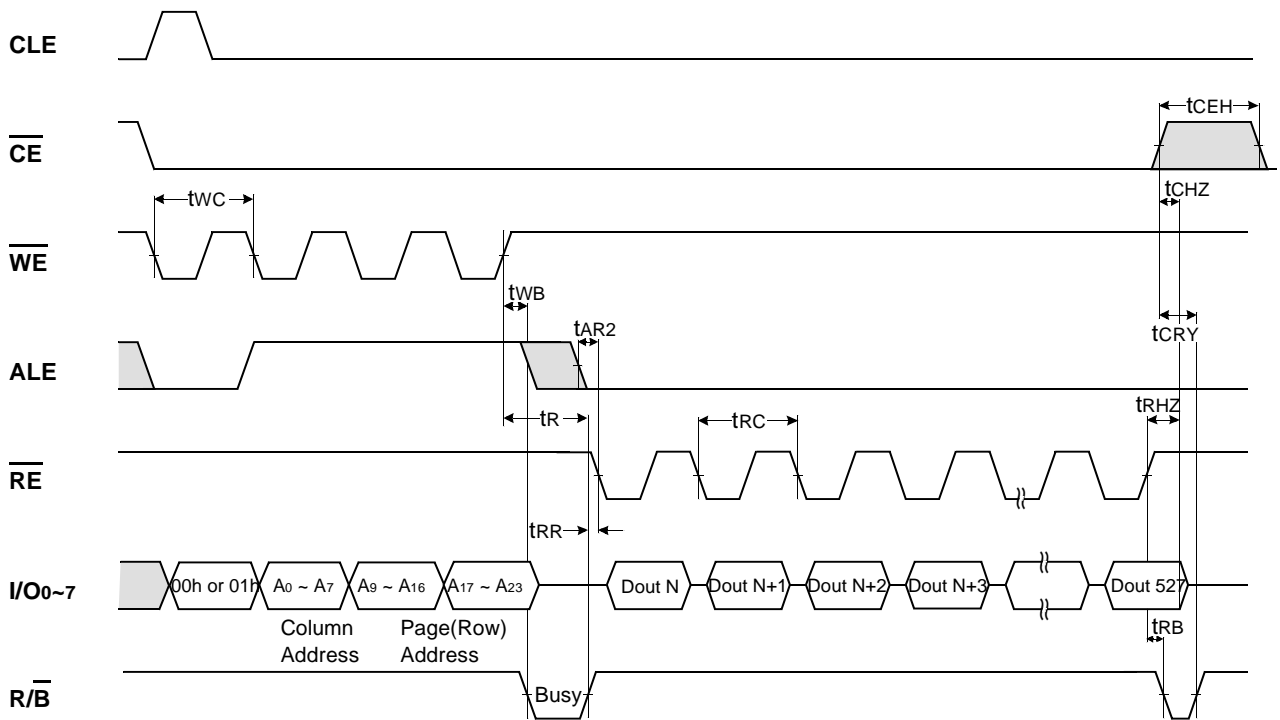 CLE
tCEH
CE
tCHZ
tWC
WE
tWB
tAR2
tCRY
ALE
tRHZ
tR
tRC
RE
tRR
I/O0~7
00h or 01h
A0 ~ A7
A9 ~ A16
A17 ~ A23
Dout N
Dout N+1
Dout N+2
Dout N+3
Dout 527
Column
Address
Page(Row)
Address
tRB
R/B
Busy